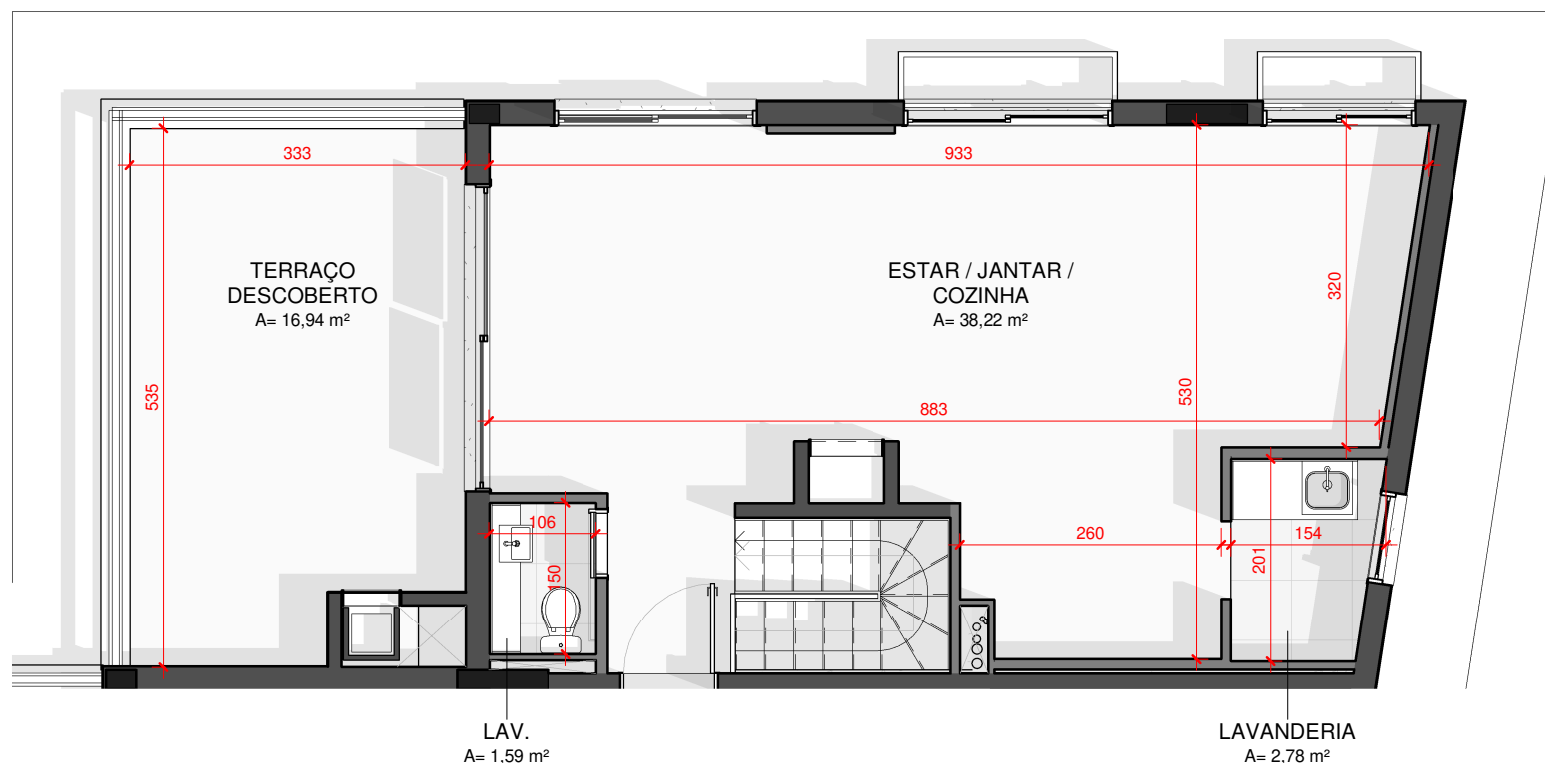 333
933
TERRAÇO
DESCOBERTO
A= 16,94 m²
ESTAR / JANTAR /
COZINHA
A= 38,22 m²
320
535
530
883
106
150
260
201
154
LAV.
A= 1,59 m²
LAVANDERIA
A= 2,78 m²